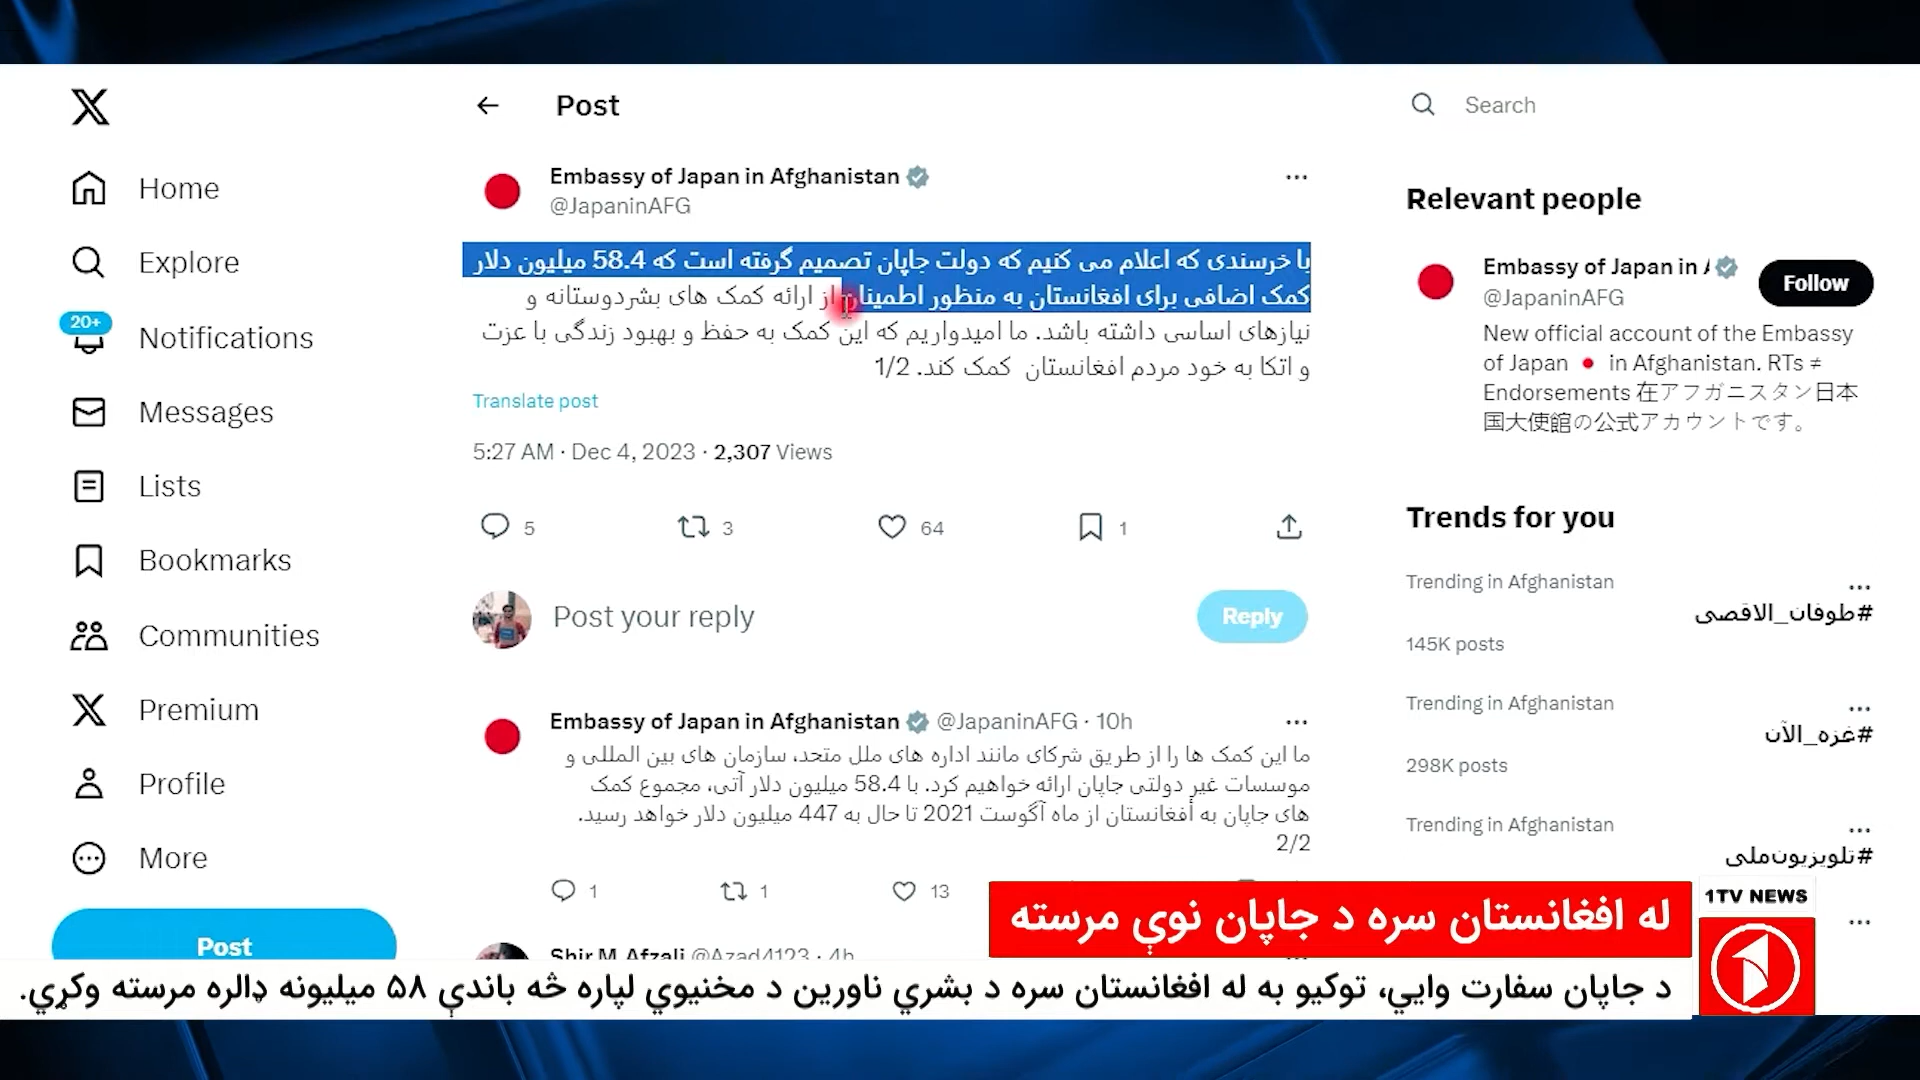 Post
Search
Home
Explore
20+
Notifications
Messages
Lists
Bookmarks
Communities
Premium
Profile
More
Post
Embassy of Japan in Afghanistan
@JapaninAFG
با خرسندی که اعلام می کنیم که دولت جاپان تصمیم گرفته است که 58.4 میلیون دلار
کمک اضافی برای افغانستان به منظور اطمینان از ارائه کمک های بشردوستانه و
نیازهای اساسی داشته باشد. ما امیدواریم که این کمک به حفظ و بهبود زندگی با عزت
و اتکا به خود مردم افغانستان کمک کند. 1/2
Translate post
5:27 AM · Dec 4, 2023 · 2,307 Views
5 3 64 1
Post your reply
Reply
Embassy of Japan in Afghanistan @JapaninAFG · 10h
ما این کمک ها را از طریق شرکای مانند اداره های ملل متحد، سازمان های بین المللی و
موسسات غیر دولتی جاپان ارائه خواهیم کرد. با 58.4 میلیون دلار آتی، مجموع کمک
های جاپان به أفغانستان از ماه آگوست 2021 تا حال به 447 میلیون دلار خواهد رسید.
2/2
1 1 13
Shir M. Afzali @Azad4123 · 4h
Relevant people
Embassy of Japan in
@JapaninAFG
Follow
New official account of the Embassy
of Japan in Afghanistan. RTs ≠
Endorsements 在アフガニスタン日本
国大使館の公式アカウントです。
Trends for you
Trending in Afghanistan
#طوفان_الاقصى
145K posts
Trending in Afghanistan
#غزه_الآن
298K posts
Trending in Afghanistan
#تلویزیون‌ملی
1TV NEWS
له افغانستان سره د جاپان نوې مرسته
د جاپان سفارت وایي، توکیو به له افغانستان سره د بشري ناورین د مخنیوي لپاره څه باندې ۵۸ میلیونه ډالره مرسته وکړي.